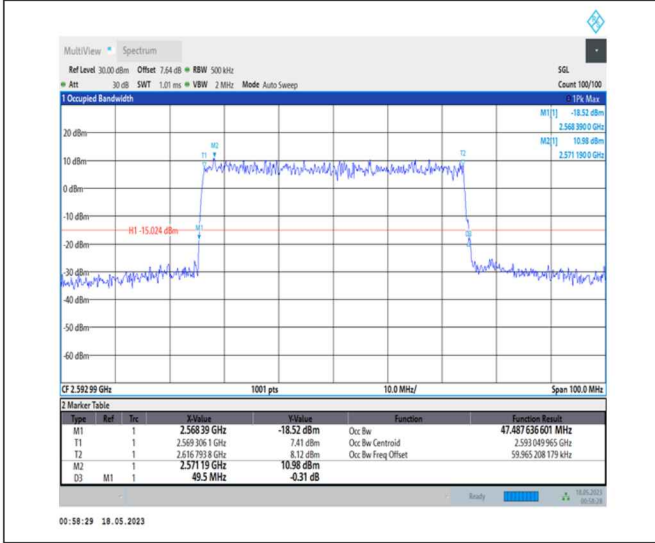 MultiView Spectrum
Ref Level 30.00 dBm Offset 7.64 dB RBW 500 kHz SGL
Att 30 dB SWT 1.01 ms VBW 2 MHz Mode Auto Sweep Count 100/100
1 Occupied Bandwidth 1Pk Max
M1[1] -18.52 dBm
2.568 390 0 GHz
M2[1] 10.98 dBm
2.571 190 0 GHz
20 dBm
M2
T1 T2
10 dBm
0 dBm
-10 dBm
H1 -15.024 dBm
M1
D3
-20 dBm
-30 dBm
-40 dBm
-50 dBm
-60 dBm
CF 2.592 99 GHz 1001 pts 10.0 MHz/ Span 100.0 MHz
2 Marker Table
Type Ref Trc X-Value Y-Value Function Function Result
M1 1 2.568 39 GHz -18.52 dBm Occ Bw 47.487 636 601 MHz
T1 1 2.569 306 1 GHz 7.41 dBm Occ Bw Centroid 2.593 049 965 GHz
T2 1 2.616 793 8 GHz 8.12 dBm Occ Bw Freq Offset 59.965 208 179 kHz
M2 1 2.571 19 GHz 10.98 dBm
D3 M1 1 49.5 MHz -0.31 dB
Ready 18.05.2023
00:58:28
00:58:29 18.05.2023